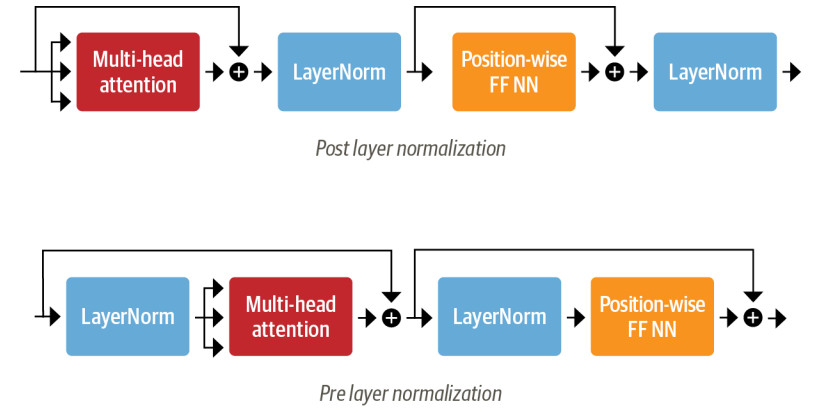 Multi-head
attention
LayerNorm
Position-wise
FF NN
LayerNorm
Post layer normalization
LayerNorm
Multi-head
attention
LayerNorm
Position-wise
FF NN
Pre layer normalization